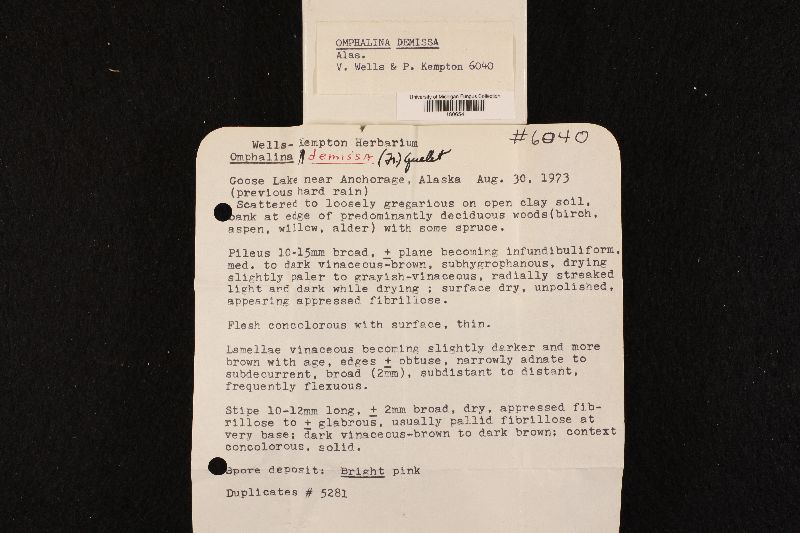 OMPHALINA DEMISSA
Alas.
V. Wells & P. Kempton 6040
University of Michigan Fungus Collection
#6040
Wells-Kempton Herbarium
Omphalina demissa (Fr.) Quelet
Goose Lake near Anchorage, Alaska Aug. 30, 1973
(previous hard rain)
Scattered to loosely gregarious on open clay soil,
bank at edge of predominantly deciduous woods(birch,
aspen, willow, alder) with some spruce.
Pileus 10-15mm broad, ± plane becoming infundibuliform,
med. to dark vinaceous-brown, subhygrophanous, drying
slightly paler to grayish-vinaceous, radially streaked
light and dark while drying ; surface dry, unpolished,
appearing appressed fibrillose.
Flesh concolorous with surface, thin.
Lamellae vinaceous becoming slightly darker and more
brown with age, edges ± obtuse, narrowly adnate to
subdecurrent, broad (2mm), subdistant to distant,
frequently flexuous.
Stipe 10-12mm long, ± 2mm broad, dry, appressed fib-
rillose to ± glabrous, usually pallid fibrillose at
very base; dark vinaceous-brown to dark brown; context
concolorous, solid.
Spore deposit: Bright pink
Duplicates # 5281